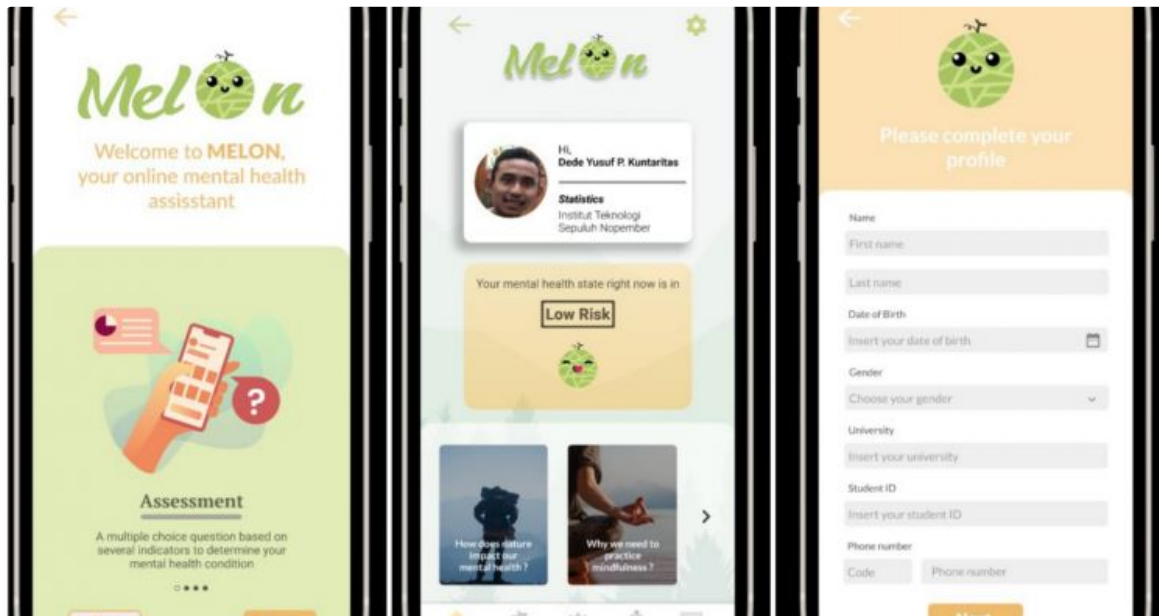 Melon
Welcome to MELON,
your online mental health
assisstant
Assessment
A multiple choice question based on
several indicators to determine your
mental health condition
Melon
Hi,
Dede Yusuf P. Kuntaritas
Statistics
Institut Teknologi
Sepuluh Nopember
Your mental health state right now is in
Low Risk
How does nature
impact our
mental health ?
Why we need to
practice
mindfulness ?
Please complete your
profile
Name
First name
Last name
Date of Birth
Insert your date of birth
Gender
Choose your gender
University
Insert your university
Student ID
Insert your student ID
Phone number
Code
Phone number
Next